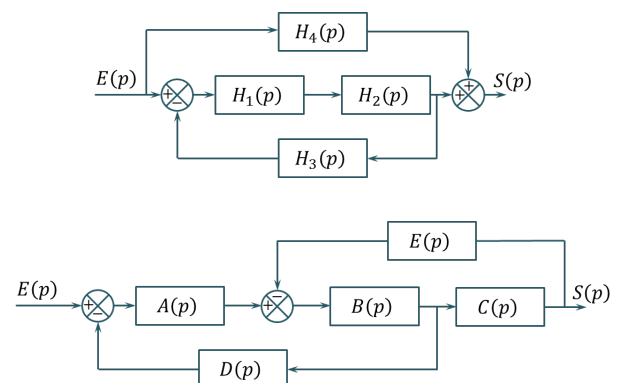 H₄(p)
E(p)
S(p)
+
−
H₁(p)
H₂(p)
+
+
H₃(p)
E(p)
E(p)
S(p)
+
−
A(p)
−
+
B(p)
C(p)
D(p)